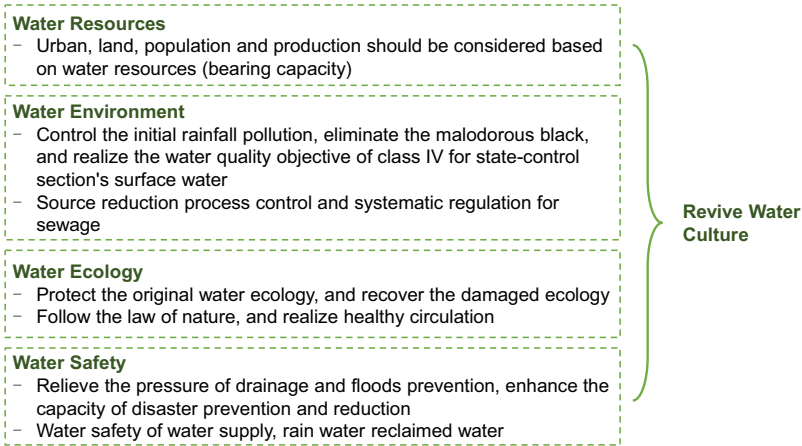 Water Resources
− Urban, land, population and production should be considered based
on water resources (bearing capacity)
Water Environment
− Control the initial rainfall pollution, eliminate the malodorous black,
and realize the water quality objective of class IV for state-control
section's surface water
− Source reduction process control and systematic regulation for
sewage
Water Ecology
− Protect the original water ecology, and recover the damaged ecology
− Follow the law of nature, and realize healthy circulation
Water Safety
− Relieve the pressure of drainage and floods prevention, enhance the
capacity of disaster prevention and reduction
− Water safety of water supply, rain water reclaimed water
Revive Water
Culture